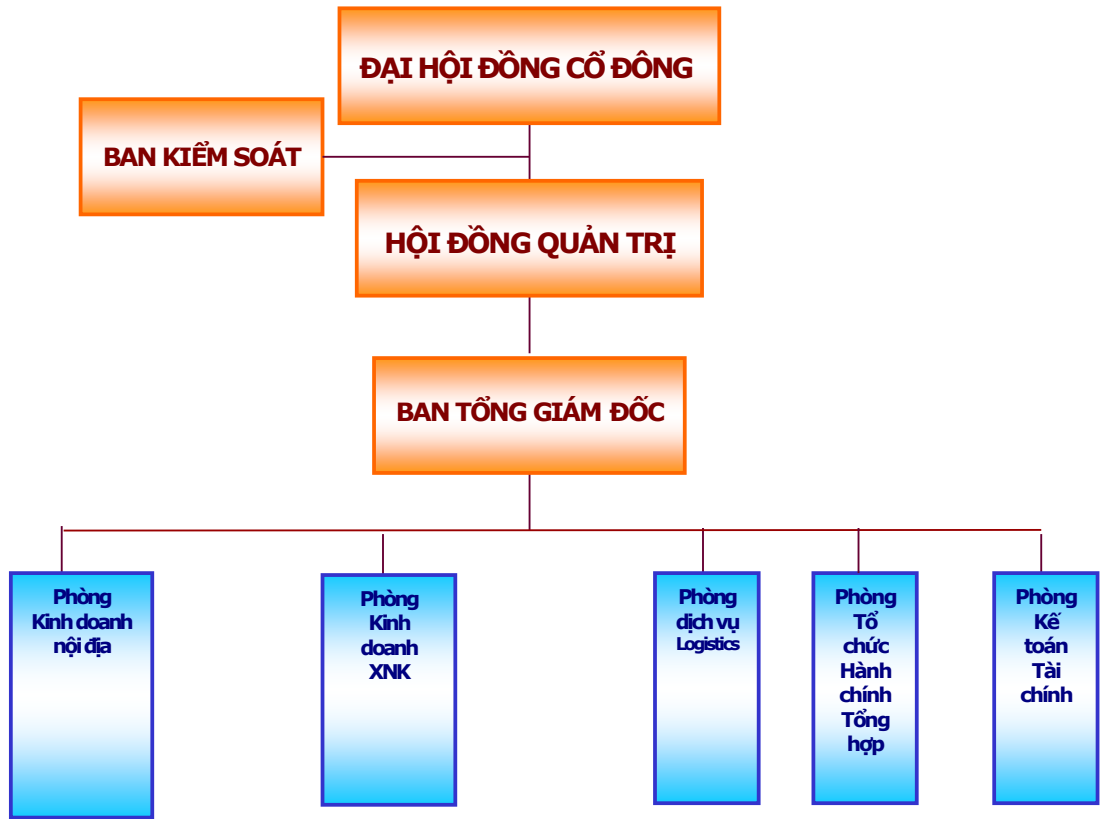 ĐẠI HỘI ĐỒNG CỔ ĐÔNG
BAN KIỂM SOÁT
HỘI ĐỒNG QUẢN TRỊ
BAN TỔNG GIÁM ĐỐC
Phòng
Kinh doanh
nội địa
Phòng
Kinh
doanh
XNK
Phòng
dịch vụ
Logistics
Phòng
Tổ
chức
Hành
chính
Tổng
hợp
Phòng
Kế
toán
Tài
chính